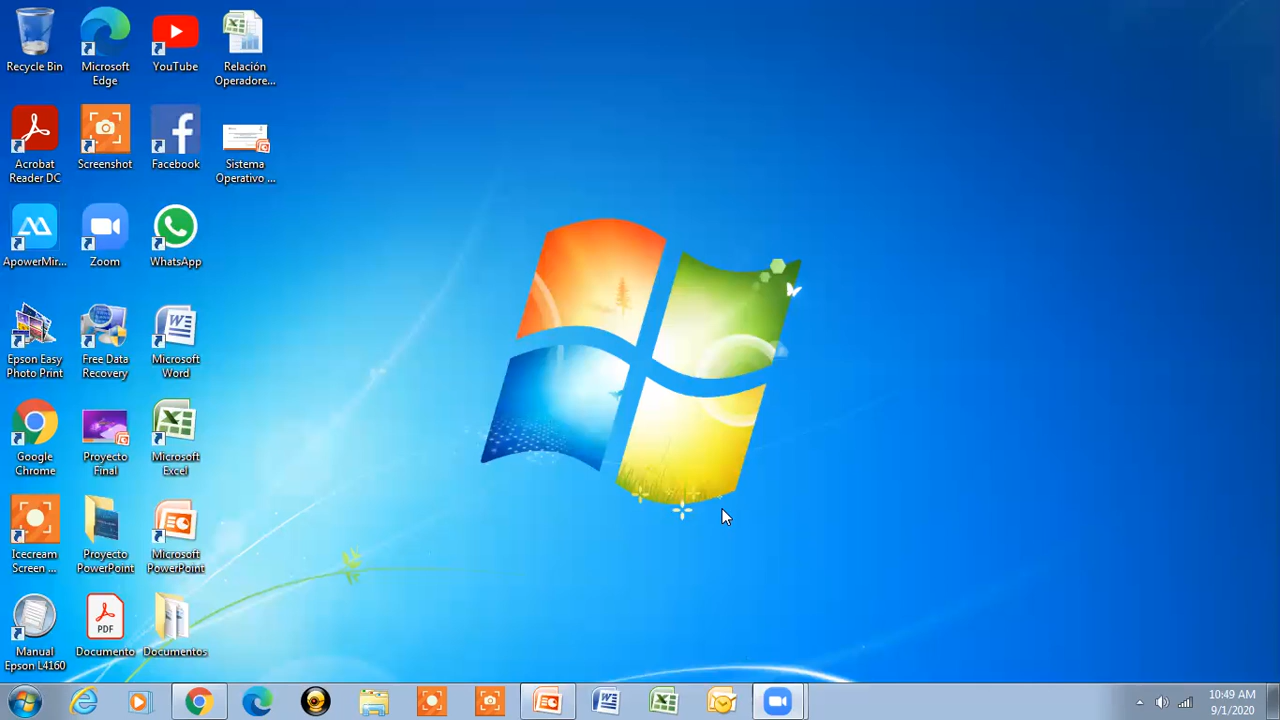 Recycle Bin
Microsoft
Edge
YouTube
Relación
Operadore...
Acrobat
Reader DC
Screenshot
Facebook
Sistema
Operativo ...
ApowerMir...
Zoom
WhatsApp
Epson Easy
Photo Print
Free Data
Recovery
Microsoft
Word
Google
Chrome
Proyecto
Final
Microsoft
Excel
Icecream
Screen ...
Proyecto
PowerPoint
Microsoft
PowerPoint
Manual
Epson L4160
PDF
Documento
Documentos
10:49 AM
9/1/2020